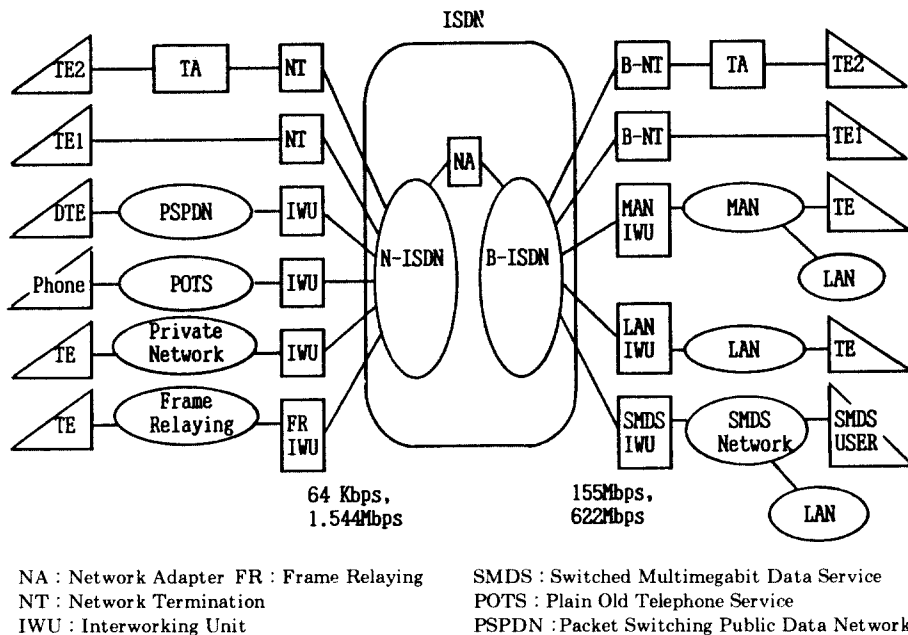 ISDN
TE2 TA NT
B-NT TA TE2
TE1 NT
B-NT TE1
NA
DTE PSPDN IWU
MAN IWU MAN TE
LAN
N-ISDN B-ISDN
Phone POTS IWU
TE Private Network IWU
LAN IWU LAN TE
TE Frame Relaying FR IWU
SMDS IWU SMDS Network SMDS USER
LAN
64 Kbps,
1.544Mbps
155Mbps,
622Mbps
NA : Network Adapter FR : Frame Relaying
NT : Network Termination
IWU : Interworking Unit
SMDS : Switched Multimegabit Data Service
POTS : Plain Old Telephone Service
PSPDN : Packet Switching Public Data Network